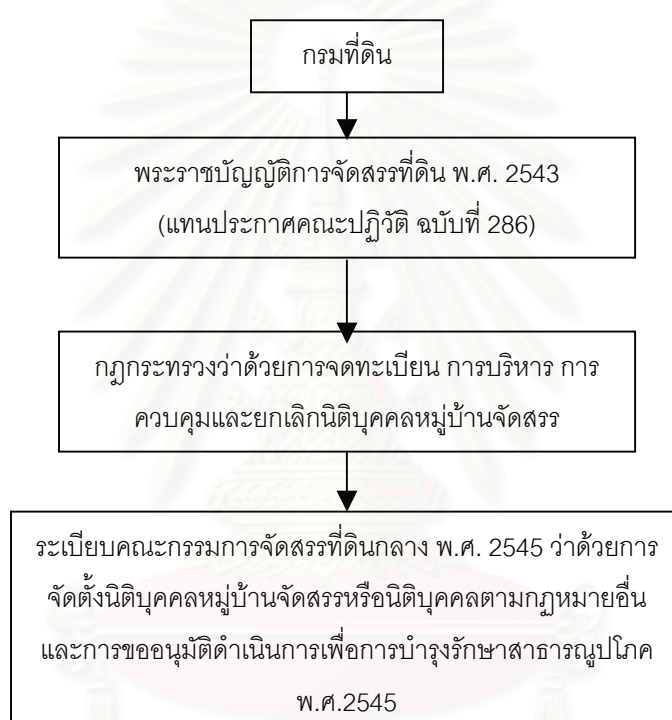 กรมที่ดิน
พระราชบัญญัติการจัดสรรที่ดิน พ.ศ. 2543
(แทนประกาศคณะปฏิวัติ ฉบับที่ 286)
กฎกระทรวงว่าด้วยการจดทะเบียน การบริหาร การ
ควบคุมและยกเลิกนิติบุคคลหมู่บ้านจัดสรร
ระเบียบคณะกรรมการจัดสรรที่ดินกลาง พ.ศ. 2545 ว่าด้วยการ
จัดตั้งนิติบุคคลหมู่บ้านจัดสรรหรือนิติบุคคลตามกฎหมายอื่น
และการขออนุมัติดำเนินการเพื่อการบำรุงรักษาสาธารณูปโภค
พ.ศ.2545